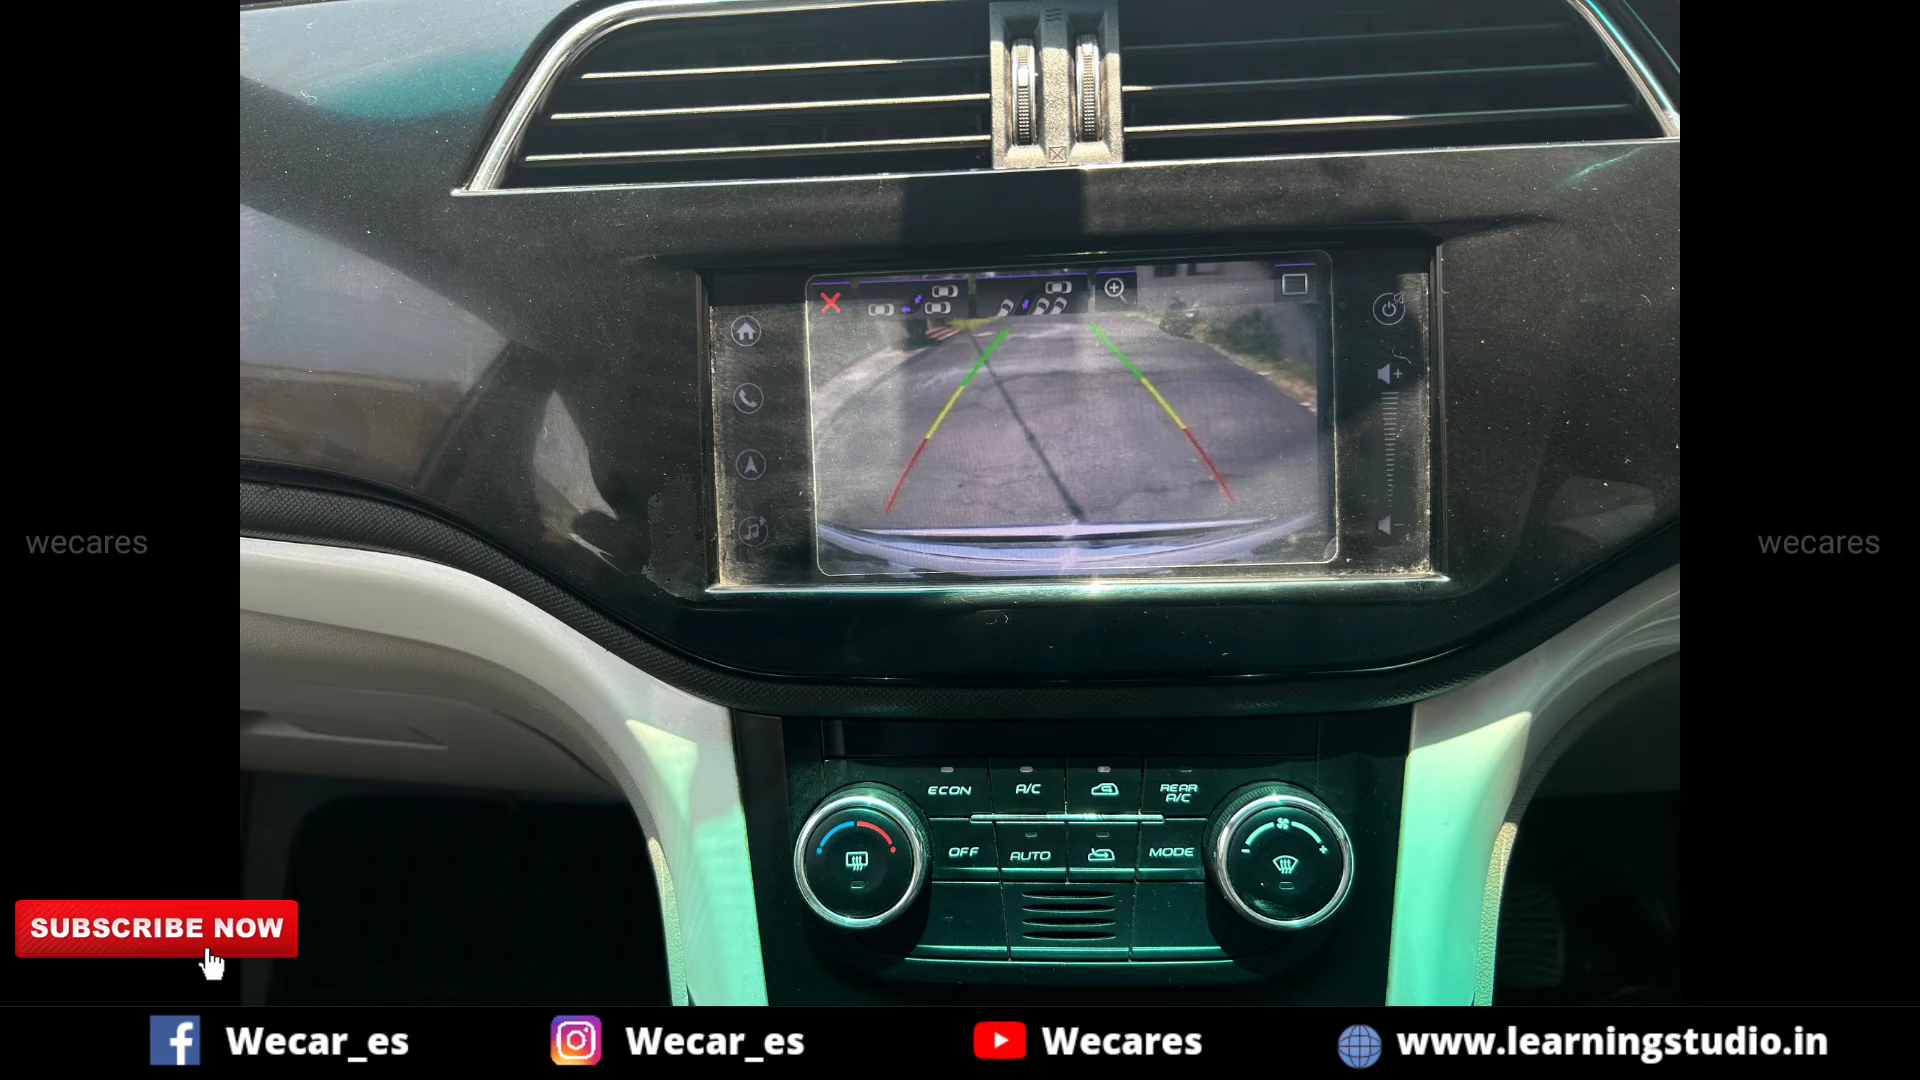 wecares
wecares
ECON
A/C
REAR
A/C
OFF
AUTO
MODE
SUBSCRIBE NOW
Wecar_es
Wecar_es
Wecares
www.learningstudio.in